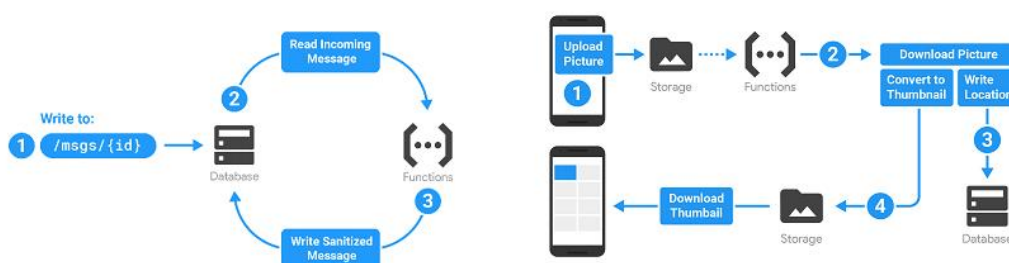 Read Incoming
Message
2
Write to:
1 /msgs/{id}
Database
Functions
3
Write Sanitized
Message
Upload
Picture
1
Storage
Functions
2
Download Picture
Convert to
Thumbnail
Write
Location
3
Database
4
Storage
Download
Thumbail